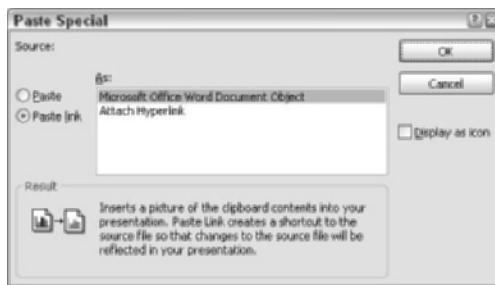 Paste Special
Source:
As:
OK
Cancel
Paste
Paste link
Microsoft Office Word Document Object
Attach Hyperlink
Display as icon
Result
Inserts a picture of the clipboard contents into your
presentation. Paste Link creates a shortcut to the
source file so that changes to the source file will be
reflected in your presentation.